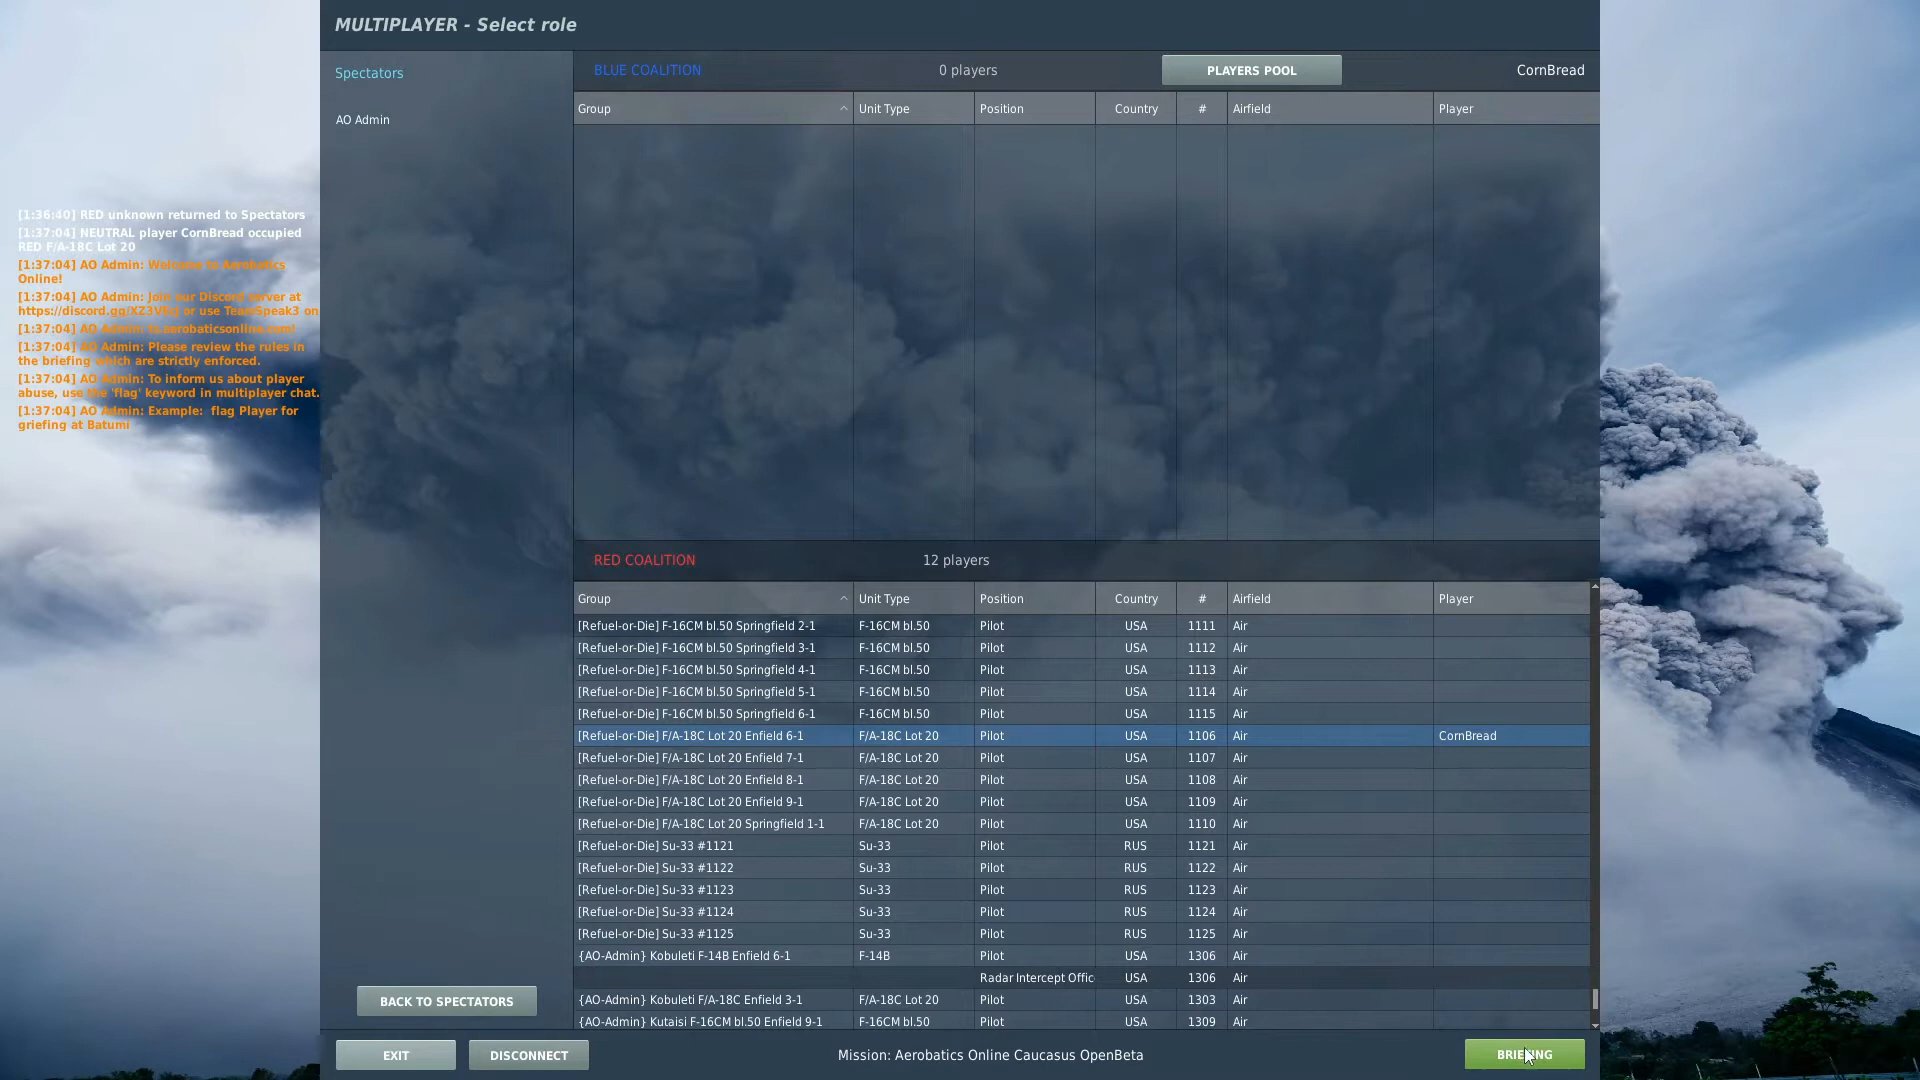 MULTIPLAYER - Select role
Spectators
AO Admin
BLUE COALITION 0 players PLAYERS POOL CornBread
Group Unit Type Position Country # Airfield Player
[1:36:40] RED unknown returned to Spectators
[1:37:04] NEUTRAL player CornBread occupied
RED F/A-18C Lot 20
[1:37:04] AO Admin: Welcome to Aerobatics
Online!
[1:37:04] AO Admin: Join our Discord server at
or use TeamSpeak3 on
[1:37:04] AO Admin: ts.aerobaticsonline.com!
[1:37:04] AO Admin: Please review the rules in
the briefing which are strictly enforced.
[1:37:04] AO Admin: To inform us about player
abuse, use the 'flag' keyword in multiplayer chat.
[1:37:04] AO Admin: Example: flag Player for
griefing at Batumi
RED COALITION 12 players
Group Unit Type Position Country # Airfield Player
[Refuel-or-Die] F-16CM bl.50 Springfield 2-1 F-16CM bl.50 Pilot USA 1111 Air
[Refuel-or-Die] F-16CM bl.50 Springfield 3-1 F-16CM bl.50 Pilot USA 1112 Air
[Refuel-or-Die] F-16CM bl.50 Springfield 4-1 F-16CM bl.50 Pilot USA 1113 Air
[Refuel-or-Die] F-16CM bl.50 Springfield 5-1 F-16CM bl.50 Pilot USA 1114 Air
[Refuel-or-Die] F-16CM bl.50 Springfield 6-1 F-16CM bl.50 Pilot USA 1115 Air
[Refuel-or-Die] F/A-18C Lot 20 Enfield 6-1 F/A-18C Lot 20 Pilot USA 1106 Air CornBread
[Refuel-or-Die] F/A-18C Lot 20 Enfield 7-1 F/A-18C Lot 20 Pilot USA 1107 Air
[Refuel-or-Die] F/A-18C Lot 20 Enfield 8-1 F/A-18C Lot 20 Pilot USA 1108 Air
[Refuel-or-Die] F/A-18C Lot 20 Enfield 9-1 F/A-18C Lot 20 Pilot USA 1109 Air
[Refuel-or-Die] F/A-18C Lot 20 Springfield 1-1 F/A-18C Lot 20 Pilot USA 1110 Air
[Refuel-or-Die] Su-33 #1121 Su-33 Pilot RUS 1121 Air
[Refuel-or-Die] Su-33 #1122 Su-33 Pilot RUS 1122 Air
[Refuel-or-Die] Su-33 #1123 Su-33 Pilot RUS 1123 Air
[Refuel-or-Die] Su-33 #1124 Su-33 Pilot RUS 1124 Air
[Refuel-or-Die] Su-33 #1125 Su-33 Pilot RUS 1125 Air
{AO-Admin} Kobuleti F-14B Enfield 6-1 F-14B Pilot USA 1306 Air
Radar Intercept Offic USA 1306 Air
{AO-Admin} Kobuleti F/A-18C Enfield 3-1 F/A-18C Lot 20 Pilot USA 1303 Air
{AO-Admin} Kutaisi F-16CM bl.50 Enfield 9-1 F-16CM bl.50 Pilot USA 1309 Air
BACK TO SPECTATORS
EXIT DISCONNECT Mission: Aerobatics Online Caucasus OpenBeta BRIEFING